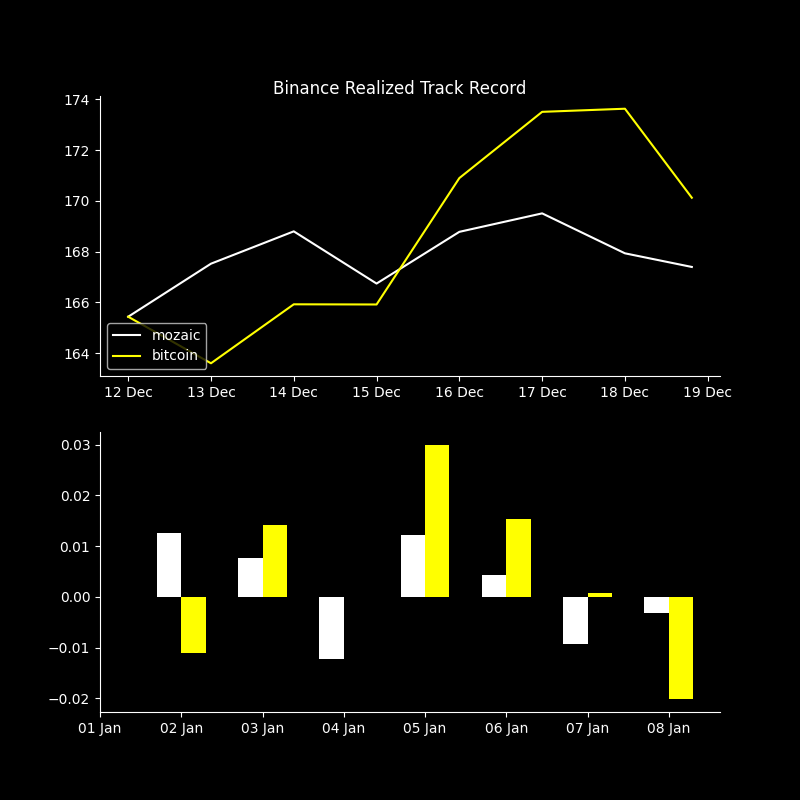 Binance Realized Track Record
174
172
170
168
166
164
mozaic
bitcoin
12 Dec 13 Dec 14 Dec 15 Dec 16 Dec 17 Dec 18 Dec 19 Dec
0.03
0.02
0.01
0.00
−0.01
−0.02
01 Jan 02 Jan 03 Jan 04 Jan 05 Jan 06 Jan 07 Jan 08 Jan